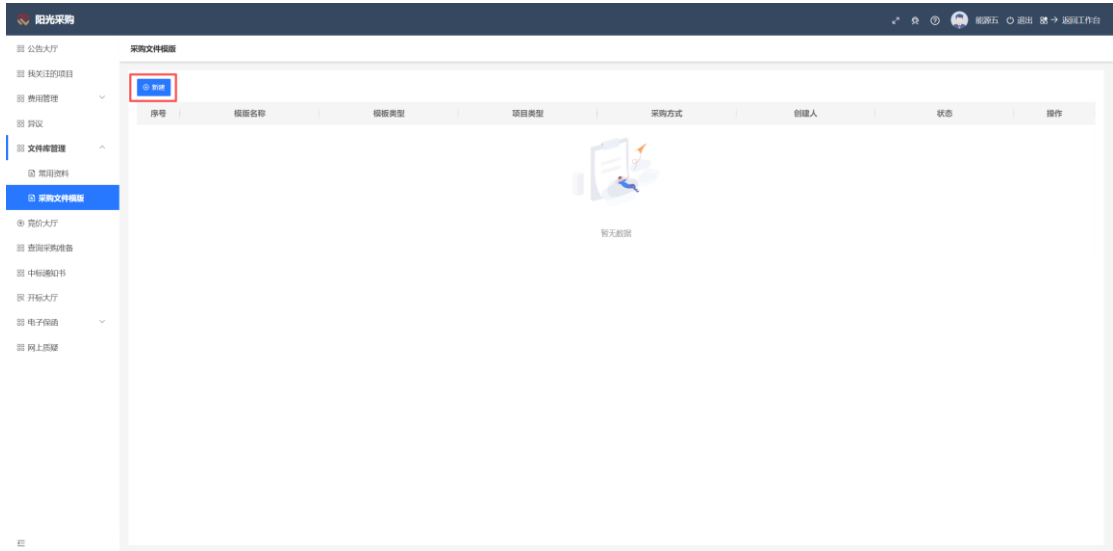 阳光采购
能源五 退出 返回工作台
公告大厅
我关注的项目
费用管理
异议
文件库管理
常用资料
采购文件模版
竞价大厅
查询采购准备
中标通知书
开标大厅
电子保函
网上质疑
采购文件模版
新建
序号 模版名称 模板类型 项目类型 采购方式 创建人 状态 操作
暂无数据